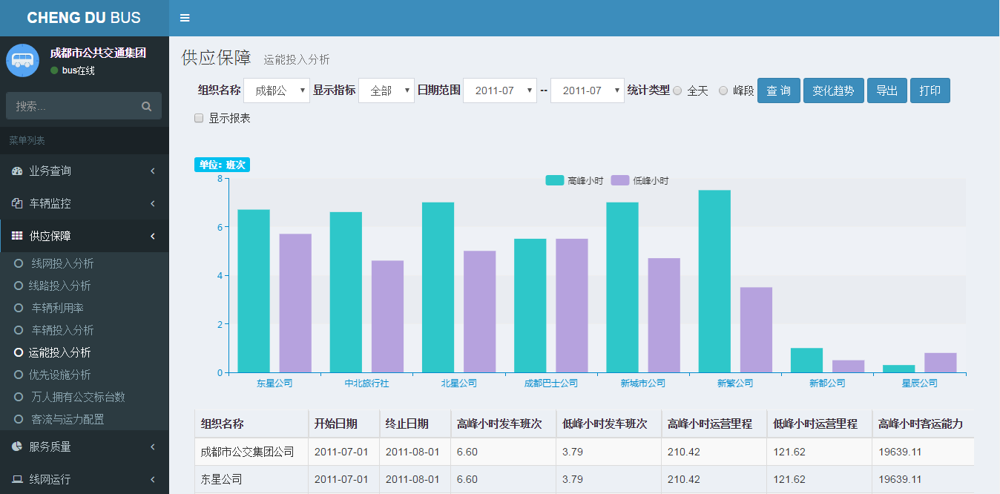 CHENG DU BUS
成都市公共交通集团
bus在线
搜索...
菜单列表
业务查询
车辆监控
供应保障
线网投入分析
线路投入分析
车辆利用率
车辆投入分析
运能投入分析
优先设施分析
万人拥有公交标台数
客流与运力配置
服务质量
线网运行
供应保障 运能投入分析
组织名称 成都公 显示指标 全部 日期范围 2011-07 -- 2011-07 统计类型 全天 峰段 查 询 变化趋势 导出 打印
显示报表
单位：班次
高峰小时 低峰小时
8
6
4
2
0
东星公司 中北旅行社 北星公司 成都巴士公司 新城市公司 新繁公司 新都公司 星辰公司
组织名称 开始日期 终止日期 高峰小时发车班次 低峰小时发车班次 高峰小时运营里程 低峰小时运营里程 高峰小时客运能力
成都市公交集团公司 2011-07-01 2011-08-01 6.60 3.79 210.42 121.62 19639.11
东星公司 2011-07-01 2011-08-01 6.60 3.79 210.42 121.62 19639.11